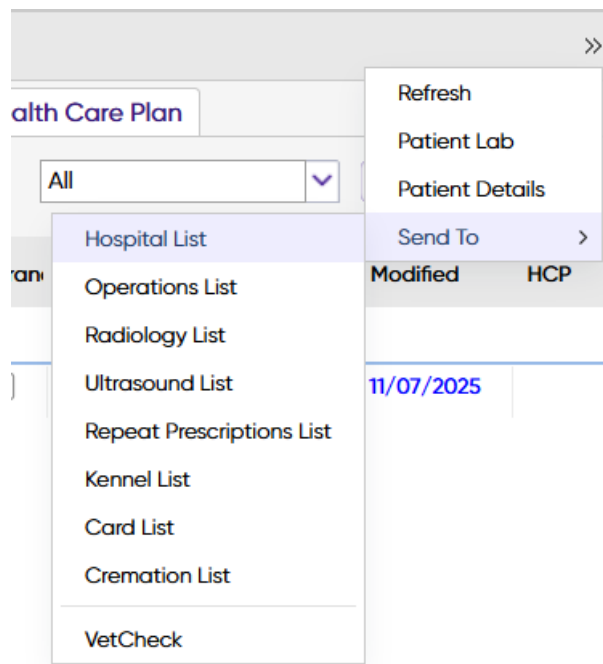 »
Refresh
alth Care Plan
Patient Lab
All
Patient Details
Hospital List
Send To >
Modified HCP
Operations List
Radiology List
Ultrasound List
11/07/2025
Repeat Prescriptions List
Kennel List
Card List
Cremation List
VetCheck